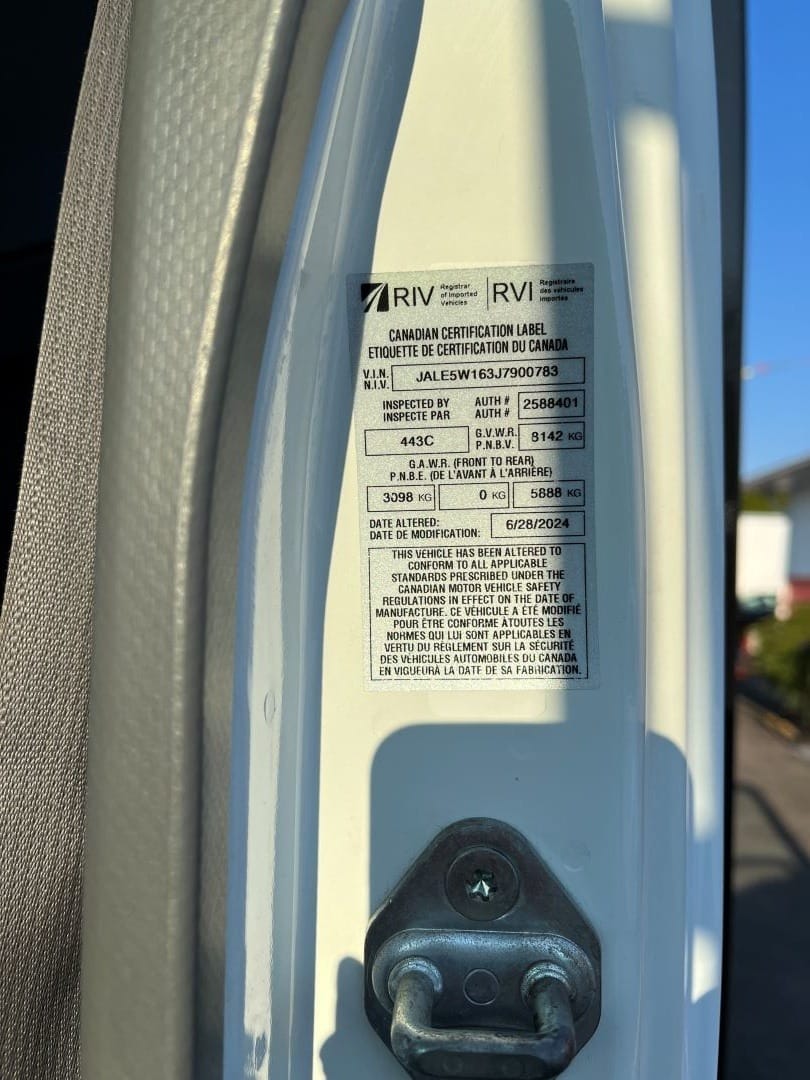 RIV Registrar of Imported Vehicles RVI Registraire des véhicules importés
CANADIAN CERTIFICATION LABEL
ETIQUETTE DE CERTIFICATION DU CANADA
V.I.N. JALE5W163J7900783
N.I.V.
INSPECTED BY AUTH # 2588401
INSPECTE PAR AUTH #
443C G.V.W.R. 8142 KG
P.N.B.V.
G.A.W.R. (FRONT TO REAR)
P.N.B.E. (DE L'AVANT À L'ARRIÈRE)
3098 KG 0 KG 5888 KG
DATE ALTERED: 6/28/2024
DATE DE MODIFICATION:
THIS VEHICLE HAS BEEN ALTERED TO
CONFORM TO ALL APPLICABLE
STANDARDS PRESCRIBED UNDER THE
CANADIAN MOTOR VEHICLE SAFETY
REGULATIONS IN EFFECT ON THE DATE OF
MANUFACTURE. CE VÉHICULE A ÉTÉ MODIFIÉ
POUR ÊTRE CONFORME ÀTOUTES LES
NORMES QUI LUI SONT APPLICABLES EN
VERTU DU RÈGLEMENT SUR LA SÉCURITÉ
DES VÉHICULES AUTOMOBILES DU CANADA
EN VIGUEURÀ LA DATE DE SA FABRICATION.